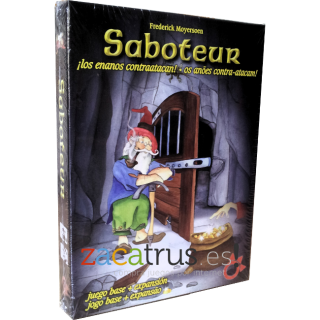 Frederick Moyersoen
Saboteur
¡los enanos contraatacan! - os anões contra-atacam!
Saboteur
zacatrus.es
juego base + expansión
jogo base + expansão